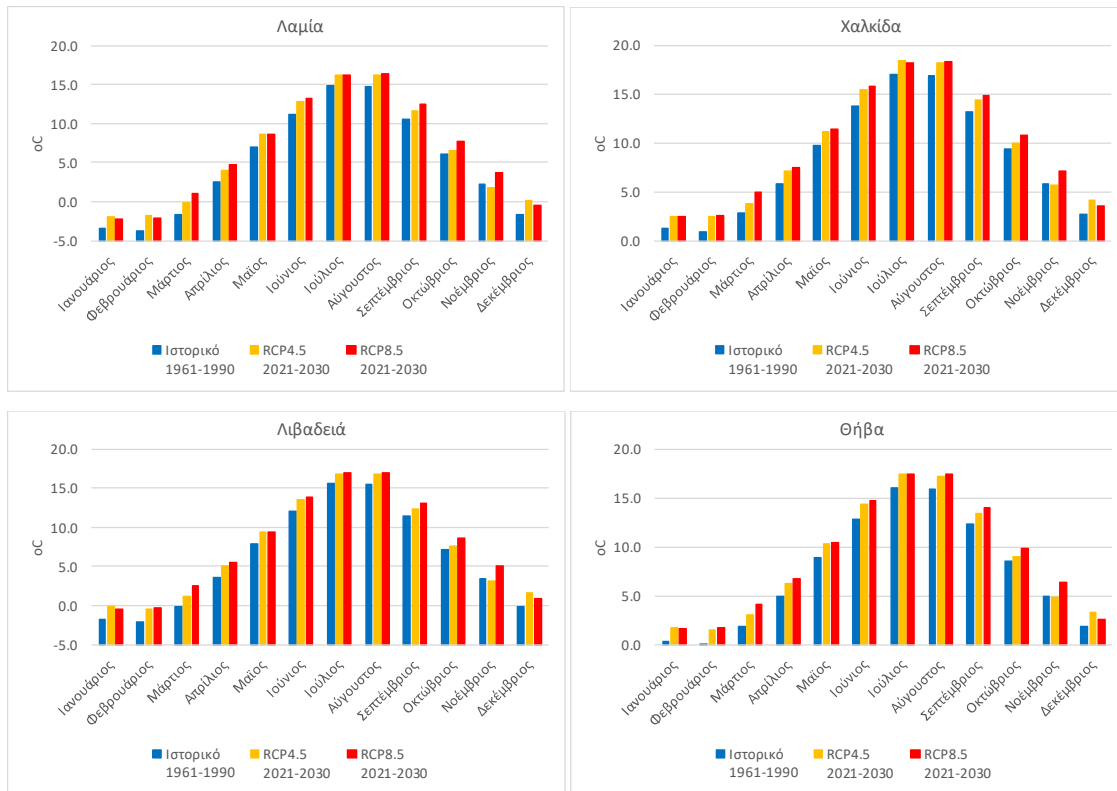 Λαμία
20.0
15.0
10.0
5.0
0.0
-5.0
oC
Ιανουάριος
Φεβρουάριος
Μάρτιος
Απρίλιος
Μαϊος
Ιούνιος
Ιούλιος
Αύγουστος
Σεπτέμβριος
Οκτώβριος
Νοέμβριος
Δεκέμβριος
Ιστορικό RCP4.5 RCP8.5
1961-1990 2021-2030 2021-2030
Χαλκίδα
20.0
15.0
10.0
5.0
0.0
oC
Ιανουάριος
Φεβρουάριος
Μάρτιος
Απρίλιος
Μαϊος
Ιούνιος
Ιούλιος
Αύγουστος
Σεπτέμβριος
Οκτώβριος
Νοέμβριος
Δεκέμβριος
Ιστορικό RCP4.5 RCP8.5
1961-1990 2021-2030 2021-2030
Λιβαδειά
20.0
15.0
10.0
5.0
0.0
-5.0
oC
Ιανουάριος
Φεβρουάριος
Μάρτιος
Απρίλιος
Μαϊος
Ιούνιος
Ιούλιος
Αύγουστος
Σεπτέμβριος
Οκτώβριος
Νοέμβριος
Δεκέμβριος
Ιστορικό RCP4.5 RCP8.5
1961-1990 2021-2030 2021-2030
Θήβα
20.0
15.0
10.0
5.0
0.0
oC
Ιανουάριος
Φεβρουάριος
Μάρτιος
Απρίλιος
Μαϊος
Ιούνιος
Ιούλιος
Αύγουστος
Σεπτέμβριος
Οκτώβριος
Νοέμβριος
Δεκέμβριος
Ιστορικό RCP4.5 RCP8.5
1961-1990 2021-2030 2021-2030